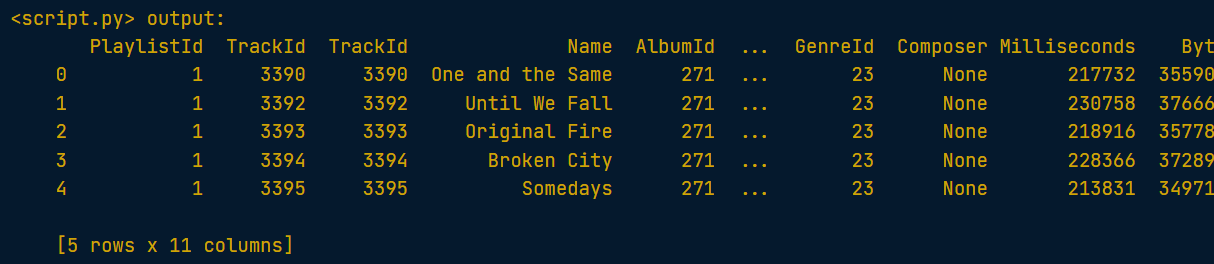 <script.py> output:
PlaylistId TrackId TrackId Name AlbumId ... GenreId Composer Milliseconds Byt
0 1 3390 3390 One and the Same 271 ... 23 None 217732 35590
1 1 3392 3392 Until We Fall 271 ... 23 None 230758 37666
2 1 3393 3393 Original Fire 271 ... 23 None 218916 35778
3 1 3394 3394 Broken City 271 ... 23 None 228366 37289
4 1 3395 3395 Somedays 271 ... 23 None 213831 34971
[5 rows x 11 columns]